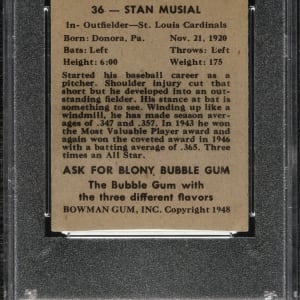 36 — STAN MUSIAL
In- Outfielder—St. Louis Cardinals
Born: Donora, Pa. Nov. 21, 1920
Bats: Left Throws: Left
Height: 6:00 Weight: 175
Started his baseball career as a
pitcher. Shoulder injury cut that
short but he developed into an out-
standing fielder. His stance at bat is
something to see. Winding up like a
windmill, he has made season aver-
ages of .347 and .357. In 1943 he won
the Most Valuable Player award and
again won the coveted award in 1946
with a batting average of .365. Three
times an All Star.
ASK FOR BLONY BUBBLE GUM
The Bubble Gum with
the three different flavors
BOWMAN GUM, INC. Copyright 1948